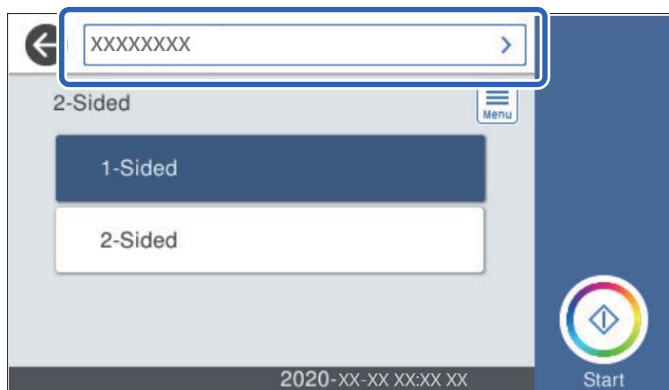 XXXXXXXX
2-Sided
Menu
1-Sided
2-Sided
2020-XX-XX XX:XX XX
Start